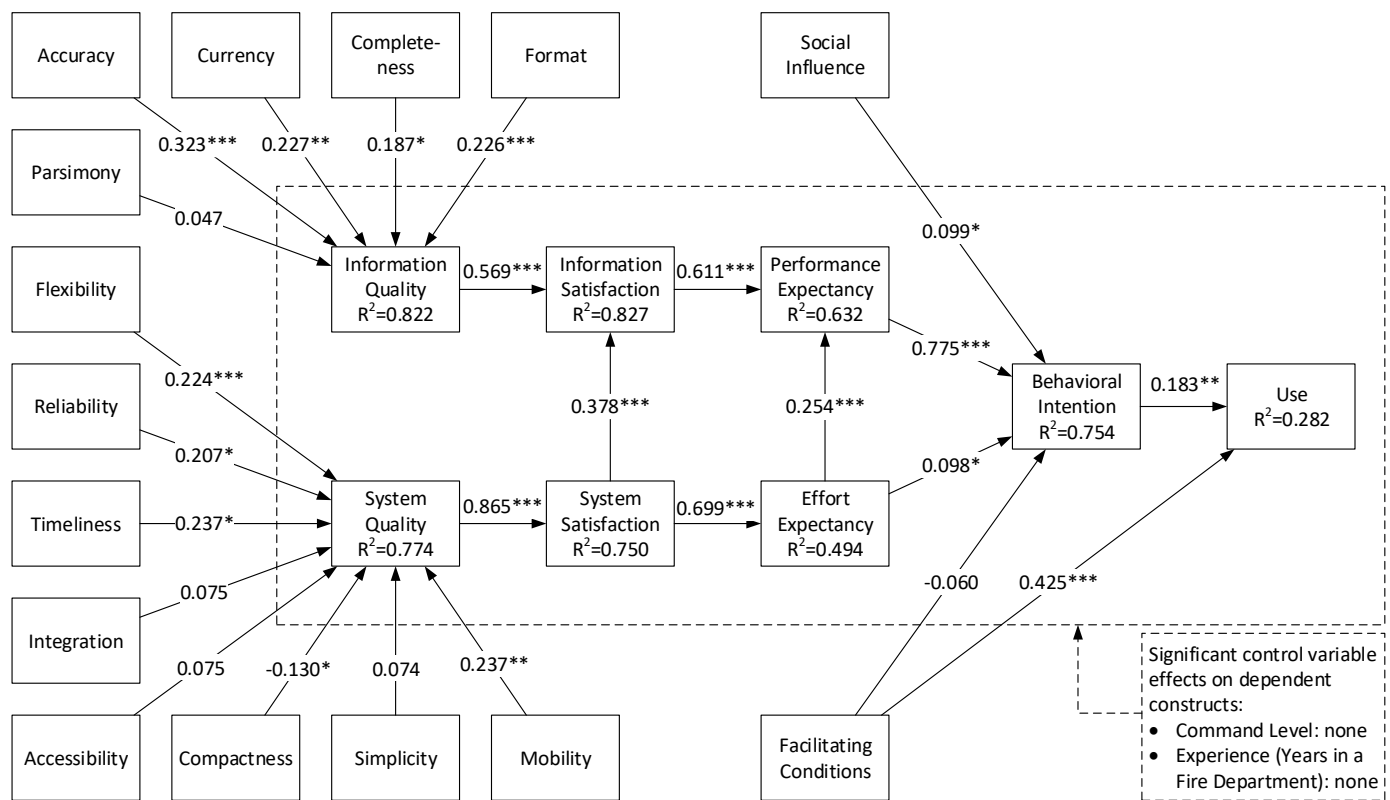 Accuracy
Currency
Complete-
ness
Format
Social
Influence
0.323***
0.227**
0.187*
0.226***
Parsimony
0.047
0.099*
Flexibility
Information
Quality
R²=0.822
0.569***
Information
Satisfaction
R²=0.827
0.611***
Performance
Expectancy
R²=0.632
0.775***
0.224***
Reliability
0.378***
0.254***
Behavioral
Intention
R²=0.754
0.183**
Use
R²=0.282
0.207*
0.098*
Timeliness
0.237*
System
Quality
R²=0.774
0.865***
System
Satisfaction
R²=0.750
0.699***
Effort
Expectancy
R²=0.494
0.075
-0.060
0.425***
Integration
0.075
-0.130*
0.074
0.237**
Accessibility
Compactness
Simplicity
Mobility
Facilitating
Conditions
Significant control variable
effects on dependent
constructs:
• Command Level: none
• Experience (Years in a
Fire Department): none